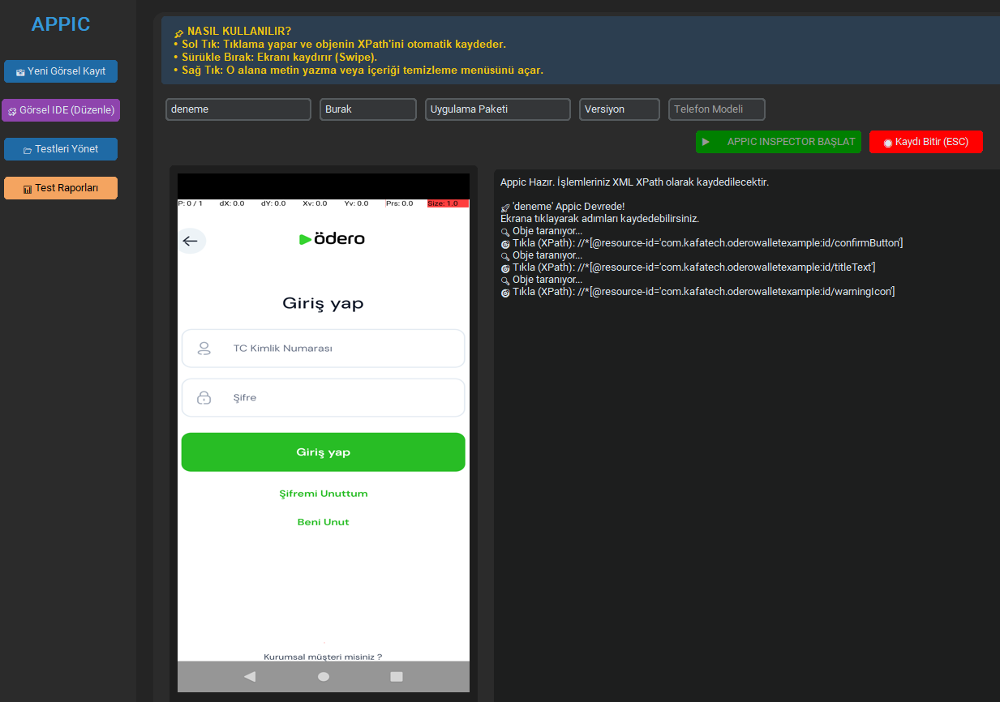 APPIC
Yeni Görsel Kayıt
Görsel IDE (Düzenle)
Testleri Yönet
Test Raporları
NASIL KULLANILIR?
• Sol Tık: Tıklama yapar ve objenin XPath'ini otomatik kaydeder.
• Sürükle Bırak: Ekranı kaydırır (Swipe).
• Sağ Tık: O alana metin yazma veya içeriği temizleme menüsünü açar.
deneme Burak Uygulama Paketi Versiyon Telefon Modeli
APPIC INSPECTOR BAŞLAT Kaydı Bitir (ESC)
P: 0 / 1 dX: 0.0 dY: 0.0 Xv: 0.0 Yv: 0.0 Prs: 0.0 Size: 1.0
ödero
Giriş yap
TC Kimlik Numarası
Şifre
Giriş yap
Şifremi Unuttum
Beni Unut
Kurumsal müşteri misiniz ?
Appic Hazır. İşlemleriniz XML XPath olarak kaydedilecektir.
'deneme' Appic Devrede!
Ekrana tıklayarak adımları kaydedebilirsiniz.
Obje taranıyor...
Tıkla (XPath): //*[@resource-id='com.kafatech.oderowalletexample:id/confirmButton']
Obje taranıyor...
Tıkla (XPath): //*[@resource-id='com.kafatech.oderowalletexample:id/titleText']
Obje taranıyor...
Tıkla (XPath): //*[@resource-id='com.kafatech.oderowalletexample:id/warningIcon']